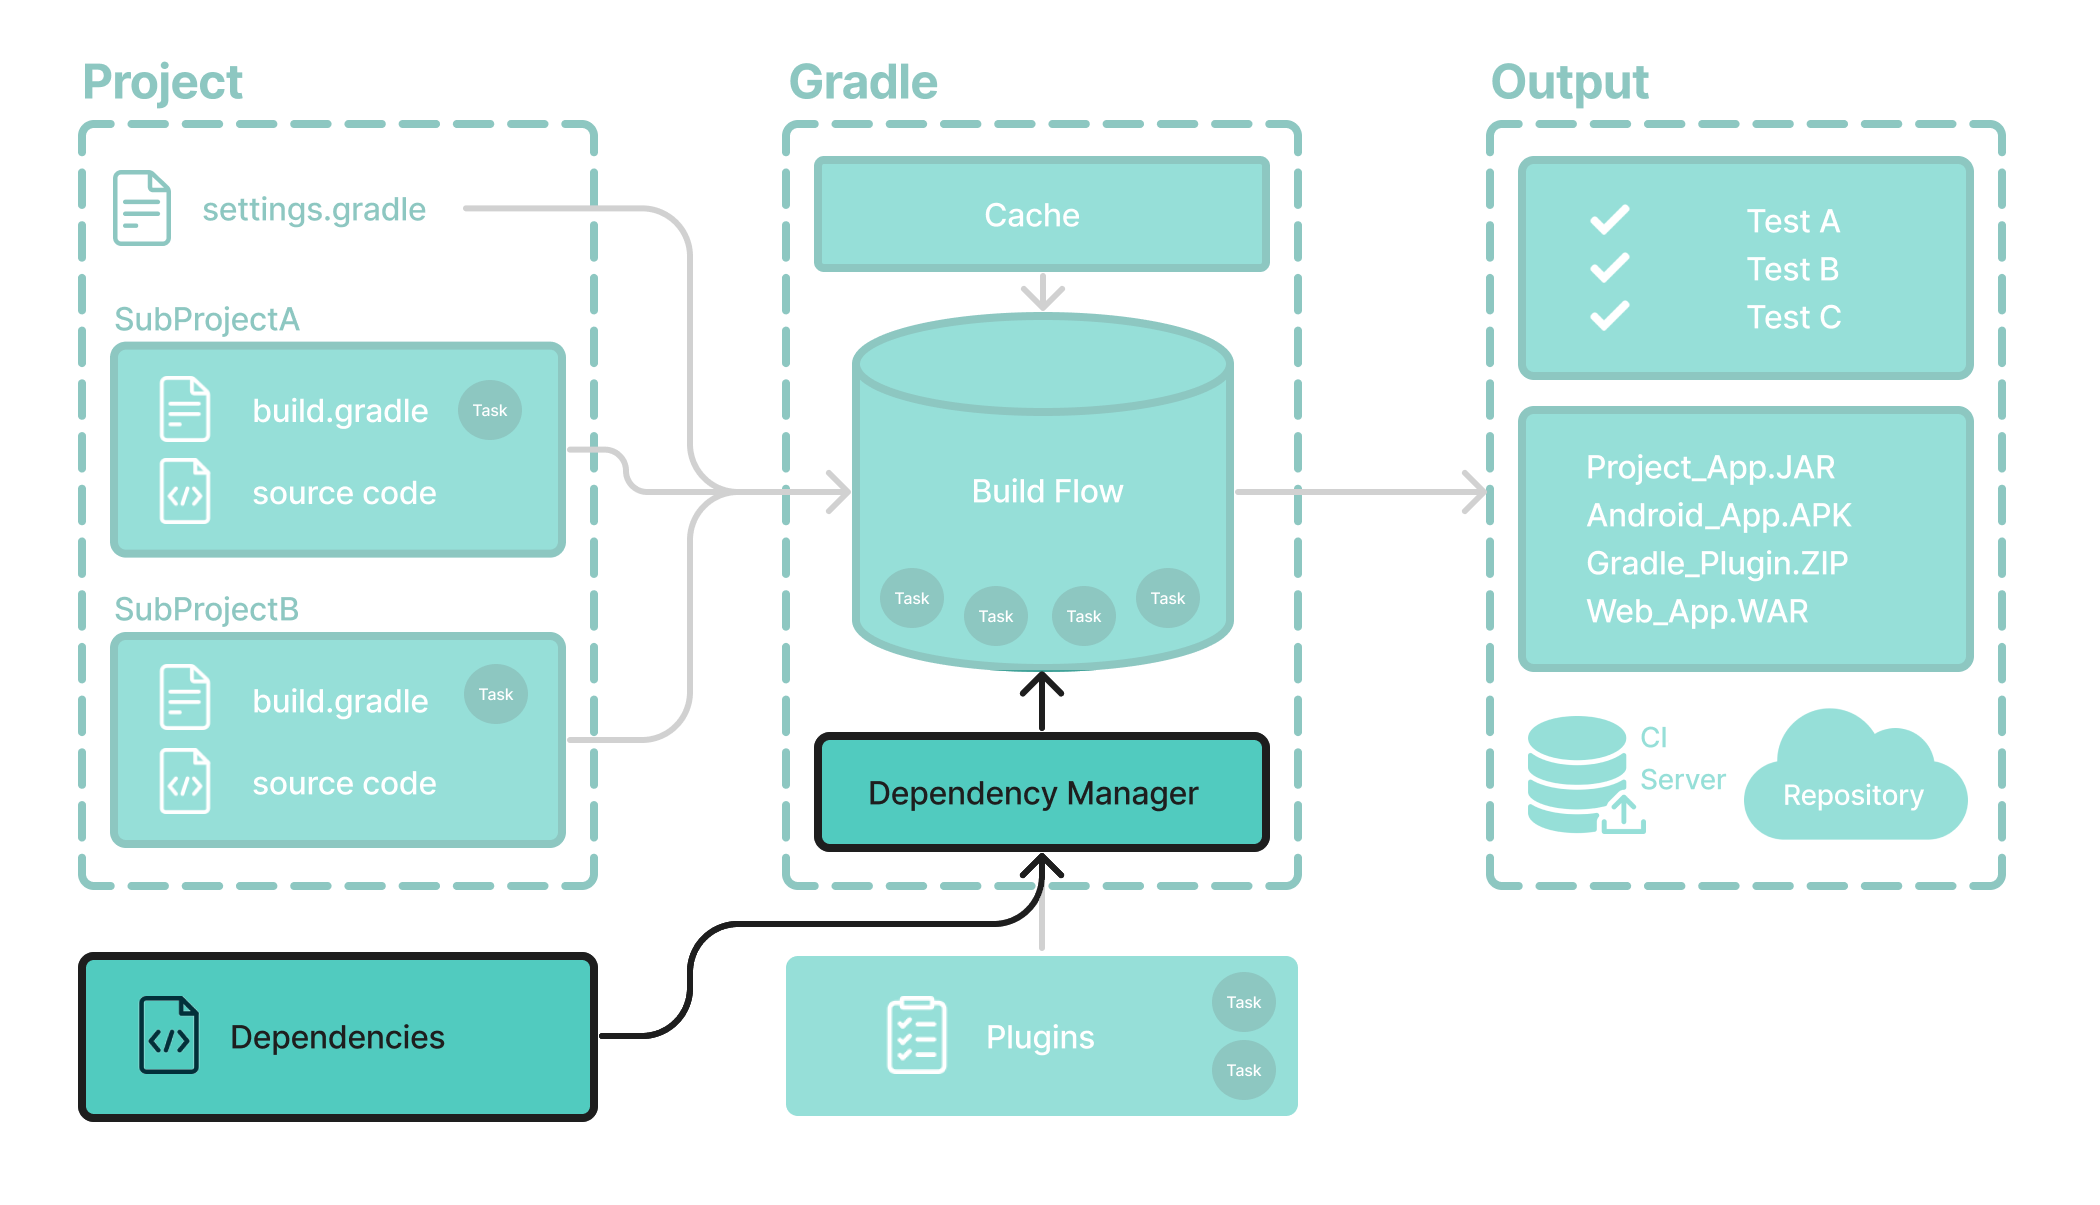 Project
settings.gradle
SubProjectA
build.gradle
Task
source code
SubProjectB
build.gradle
Task
source code
Dependencies
Gradle
Cache
Build Flow
Task
Task
Task
Task
Dependency Manager
Plugins
Task
Task
Output
Test A
Test B
Test C
Project_App.JAR
Android_App.APK
Gradle_Plugin.ZIP
Web_App.WAR
CI
Server
Repository